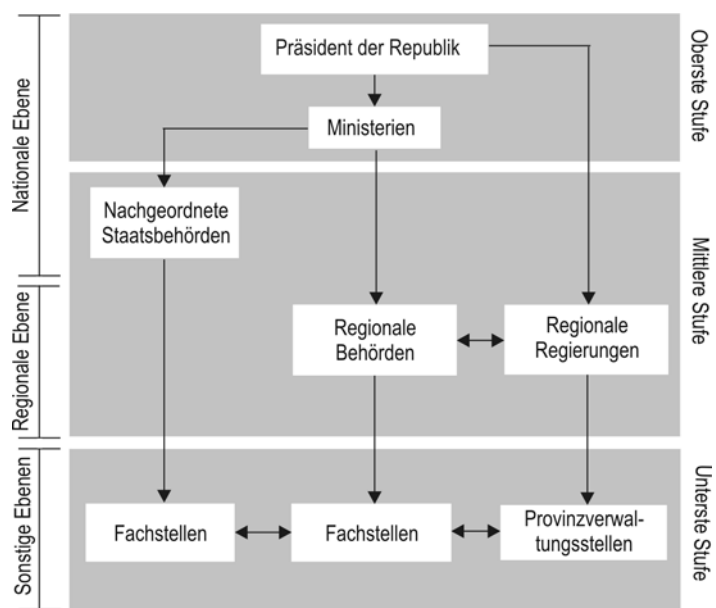 Präsident der Republik
Oberste Stufe
Nationale Ebene
Ministerien
Nachgeordnete
Staatsbehörden
Mittlere Stufe
Regionale Ebene
Regionale
Behörden
Regionale
Regierungen
Sonstige Ebenen
Unterste Stufe
Fachstellen
Fachstellen
Provinzverwal-
tungsstellen